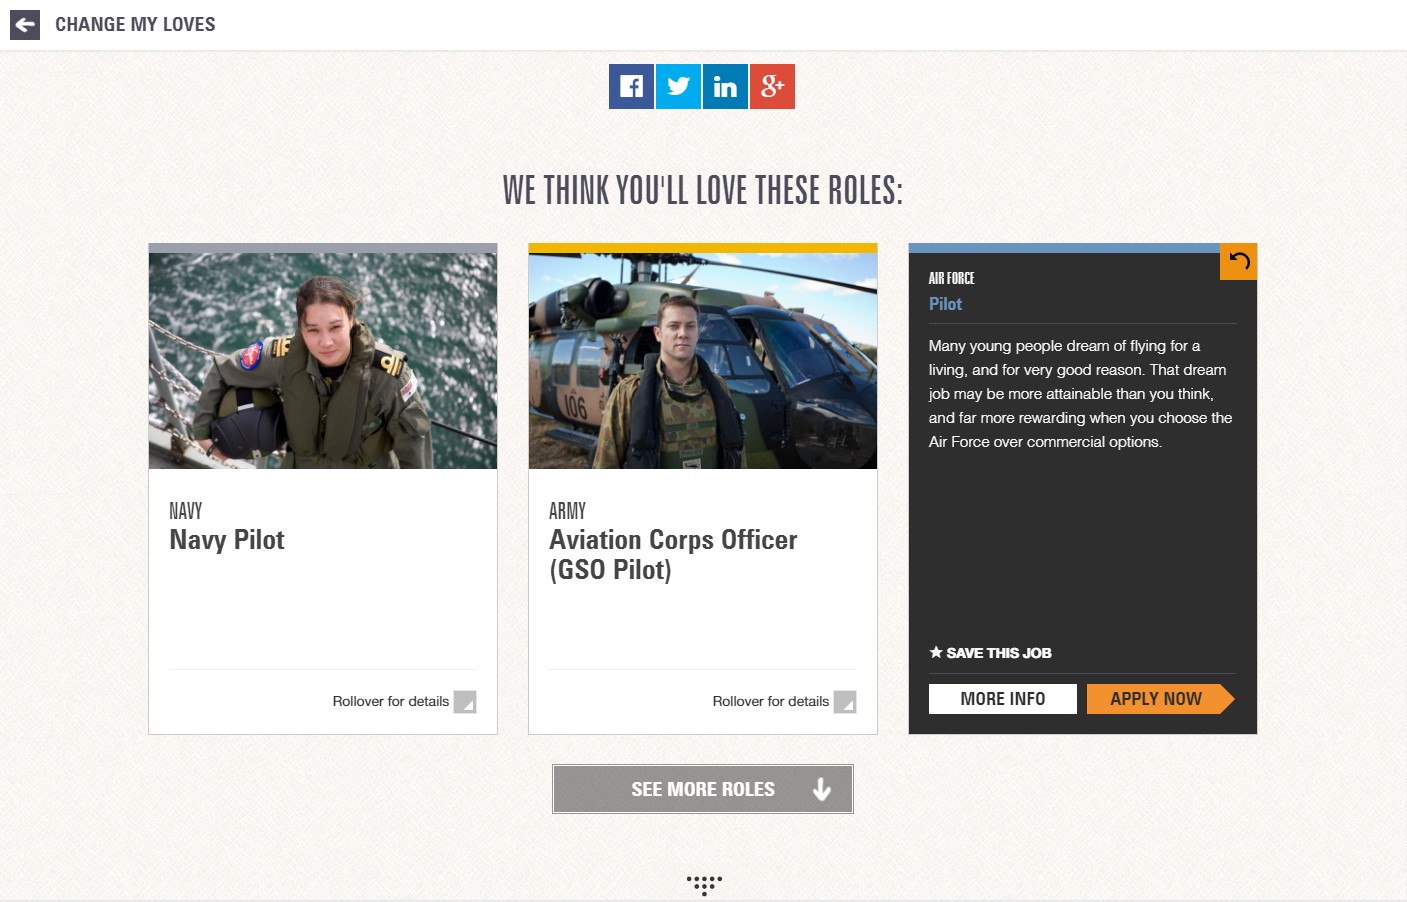 CHANGE MY LOVES
WE THINK YOU'LL LOVE THESE ROLES:
106
NAVY
Navy Pilot
Rollover for details
ARMY
Aviation Corps Officer
(GSO Pilot)
Rollover for details
AIR FORCE
Pilot
Many young people dream of flying for a
living, and for very good reason. That dream
job may be more attainable than you think,
and far more rewarding when you choose the
Air Force over commercial options.
★ SAVE THIS JOB
MORE INFO
APPLY NOW
SEE MORE ROLES